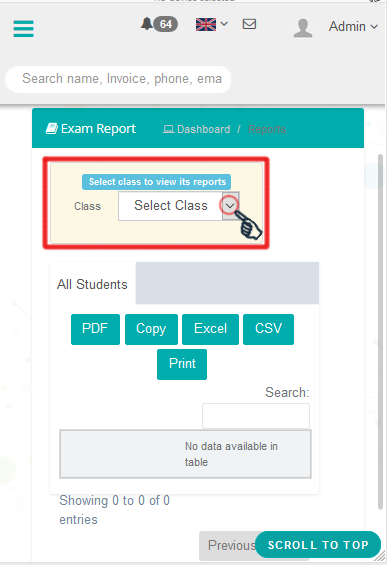 64
Admin
Search name, Invoice, phone, ema
Exam Report
Dashboard / Reports
Select class to view its reports
Class
Select Class
All Students
PDF
Copy
Excel
CSV
Print
Search:
No data available in
table
Showing 0 to 0 of 0
entries
Previous
SCROLL TO TOP